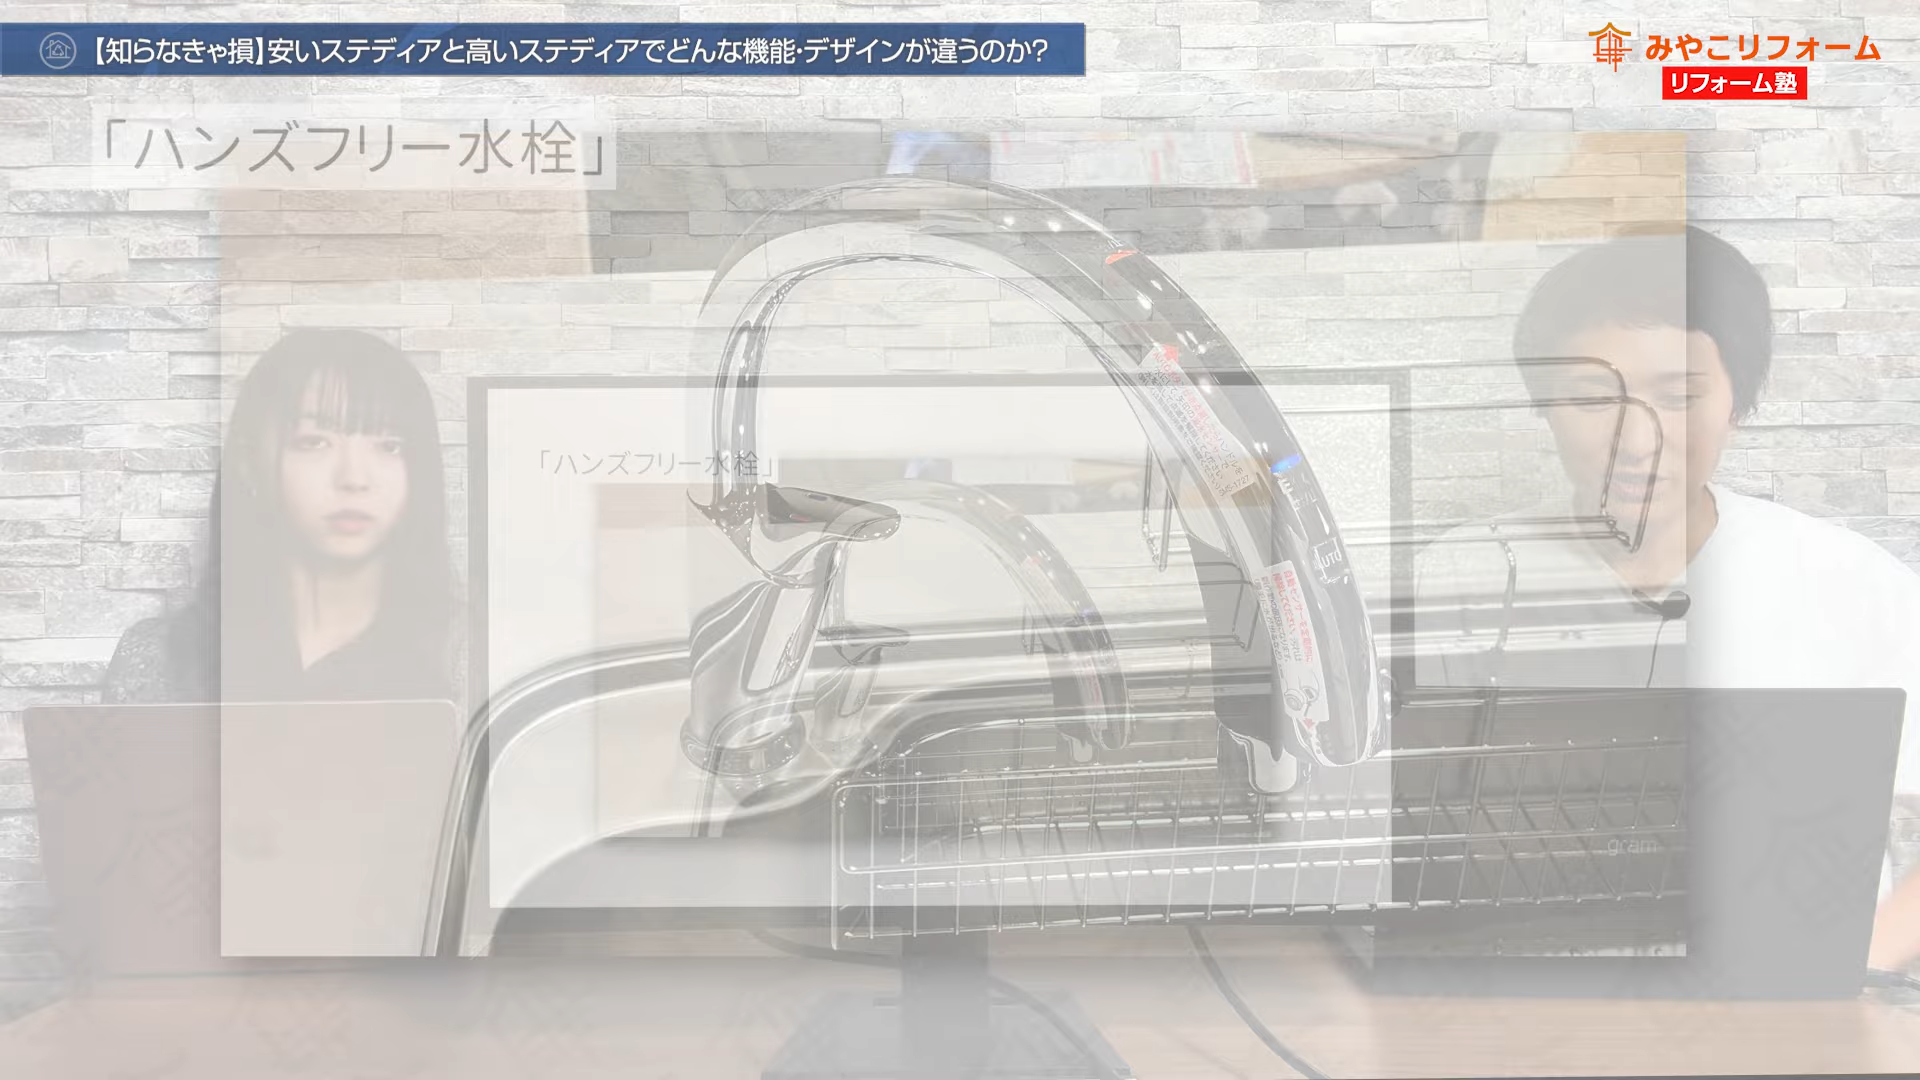 【知らなきゃ損】安いステディアと高いステディアでどんな機能・デザインが違うのか?
みやこリフォーム
リフォーム塾
「ハンズフリー水栓」
「ハンズフリー水栓」
AUTO
gram